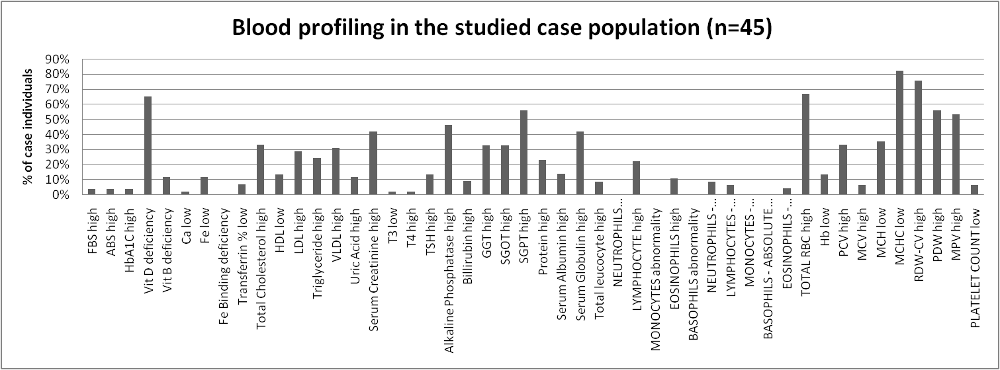 Blood profiling in the studied case population (n=45)
% of case individuals
90%
80%
70%
60%
50%
40%
30%
20%
10%
0%
FBS high
ABS high
HbA1C high
Vit D deficiency
Vit B deficiency
Ca low
Fe low
Fe Binding deficiency
Transferrin % low
Total Cholesterol high
HDL low
LDL high
Triglyceride high
VLDL high
Uric Acid high
Serum Creatinine high
T3 low
T4 high
TSH high
Alkaline Phosphatase high
Billirubin high
GGT high
SGOT high
SGPT high
Protein high
Serum Albumin high
Serum Globulin high
Total leucocyte high
NEUTROPHILS...
LYMPHOCYTE high
MONOCYTES abnormality
EOSINOPHILS high
BASOPHILS abnormality
NEUTROPHILS -...
LYMPHOCYTES -...
MONOCYTES -...
BASOPHILS - ABSOLUTE...
EOSINOPHILS -...
TOTAL RBC high
Hb low
PCV high
MCV high
MCH low
MCHC low
RDW-CV high
PDW high
MPV high
PLATELET COUNT low